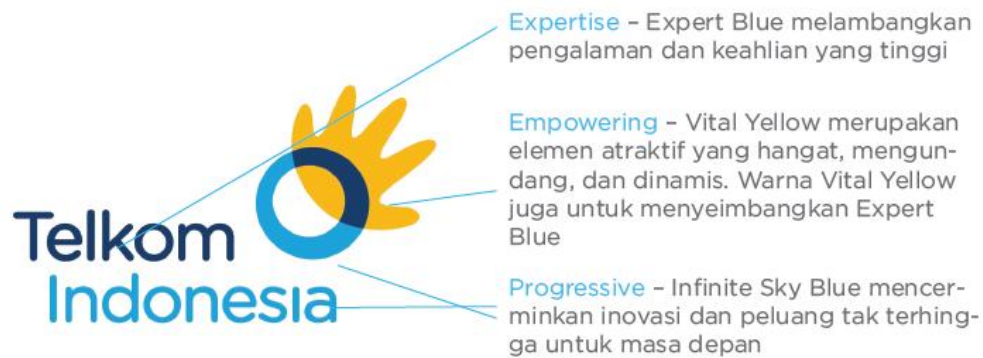 Expertise – Expert Blue melambangkan
pengalaman dan keahlian yang tinggi
Empowering – Vital Yellow merupakan
elemen atraktif yang hangat, mengun-
dang, dan dinamis. Warna Vital Yellow
juga untuk menyeimbangkan Expert
Blue
Telkom
Indonesia
Progressive – Infinite Sky Blue mencer-
minkan inovasi dan peluang tak terhing-
ga untuk masa depan